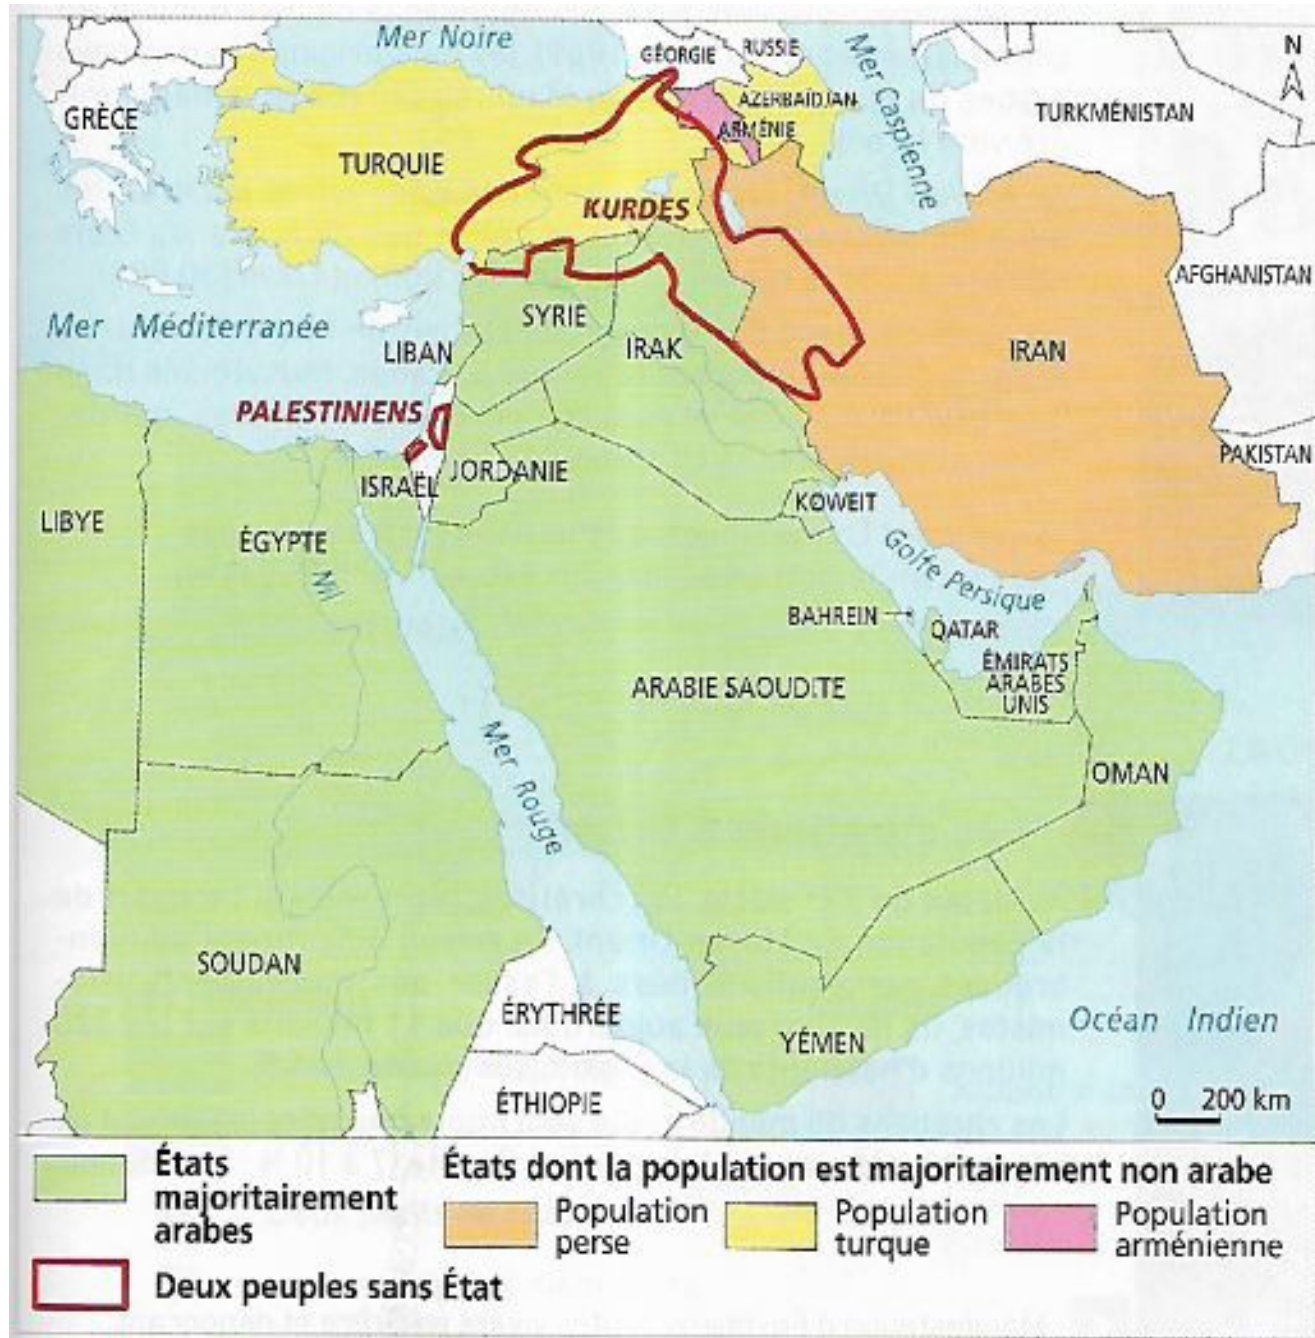 Mer Noire
GÉORGIE
RUSSIE
Mer Caspienne
N
GRÈCE
TURQUIE
AZERBAÏDJAN
ARMÉNIE
TURKMÉNISTAN
KURDES
AFGHANISTAN
Mer Méditerranée
SYRIE
LIBAN
IRAK
IRAN
PALESTINIENS
ISRAËL
JORDANIE
PAKISTAN
LIBYE
ÉGYPTE
Nil
KOWEIT
Golfe Persique
BAHREIN
QATAR
ÉMIRATS
ARABES
UNIS
ARABIE SAOUDITE
Mer Rouge
OMAN
SOUDAN
ÉRYTHRÉE
YÉMEN
Océan Indien
ÉTHIOPIE
0 200 km
États
majoritairement
arabes
États dont la population est majoritairement non arabe
Population
perse
Population
turque
Population
arménienne
Deux peuples sans État